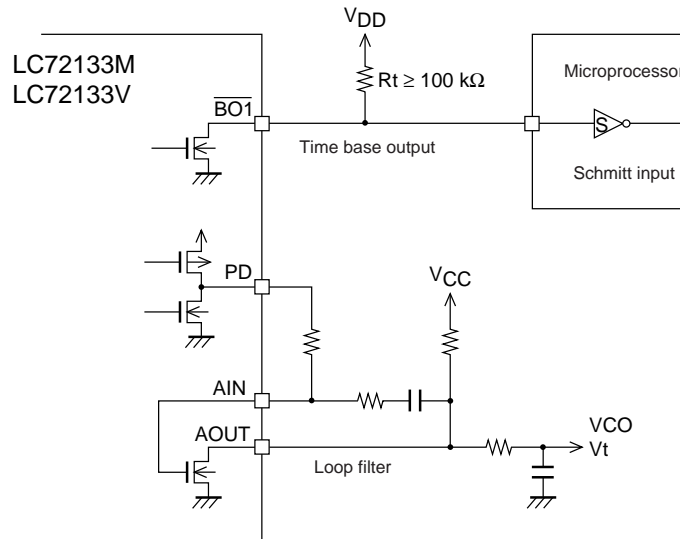 LC72133M
LC72133V
VDD
Rt ≥ 100 kΩ
Microprocessor
BO1
S
Time base output
Schmitt input
PD
VCC
AIN
AOUT
VCO
Vt
Loop filter